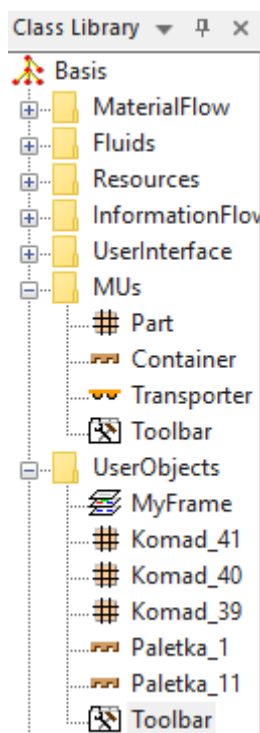 Class Library
Basis
MaterialFlow
Fluids
Resources
InformationFlov
UserInterface
MUs
Part
Container
Transporter
Toolbar
UserObjects
MyFrame
Komad_41
Komad_40
Komad_39
Paletka_1
Paletka_11
Toolbar